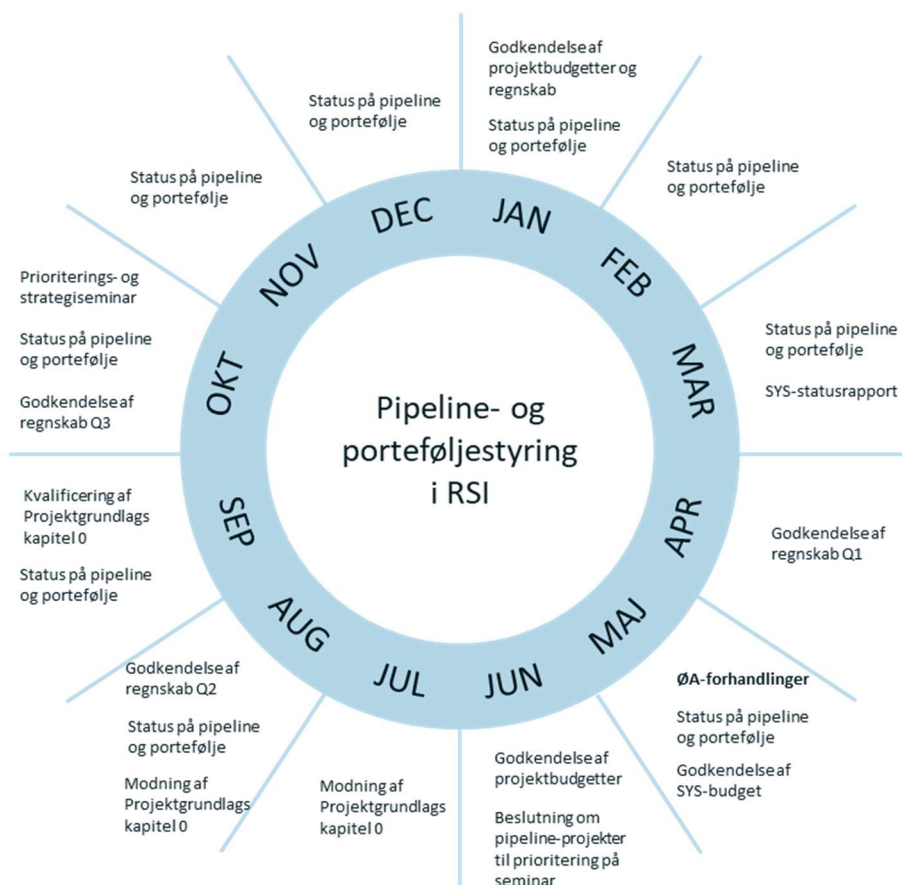 Pipeline- og
porteføljestyring
i RSI
JAN
Godkendelse af
projektbudgetter og
regnskab
Status på pipeline
og portefølje
FEB
Status på pipeline
og portefølje
MAR
Status på pipeline
og portefølje
SYS-statusrapport
APR
Godkendelse af
regnskab Q1
MAJ
ØA-forhandlinger
Status på pipeline
og portefølje
Godkendelse af
SYS-budget
JUN
Godkendelse af
projektbudgetter
Beslutning om
pipeline-projekter
til prioritering på
seminar
JUL
Modning af
Projektgrundlags
kapitel 0
AUG
Godkendelse af
regnskab Q2
Status på pipeline
og portefølje
Modning af
Projektgrundlags
kapitel 0
SEP
Kvalificering af
Projektgrundlags
kapitel 0
Status på pipeline
og portefølje
OKT
Prioriterings- og
strategiseminar
Status på pipeline
og portefølje
Godkendelse af
regnskab Q3
NOV
Status på pipeline
og portefølje
DEC
Status på pipeline
og portefølje